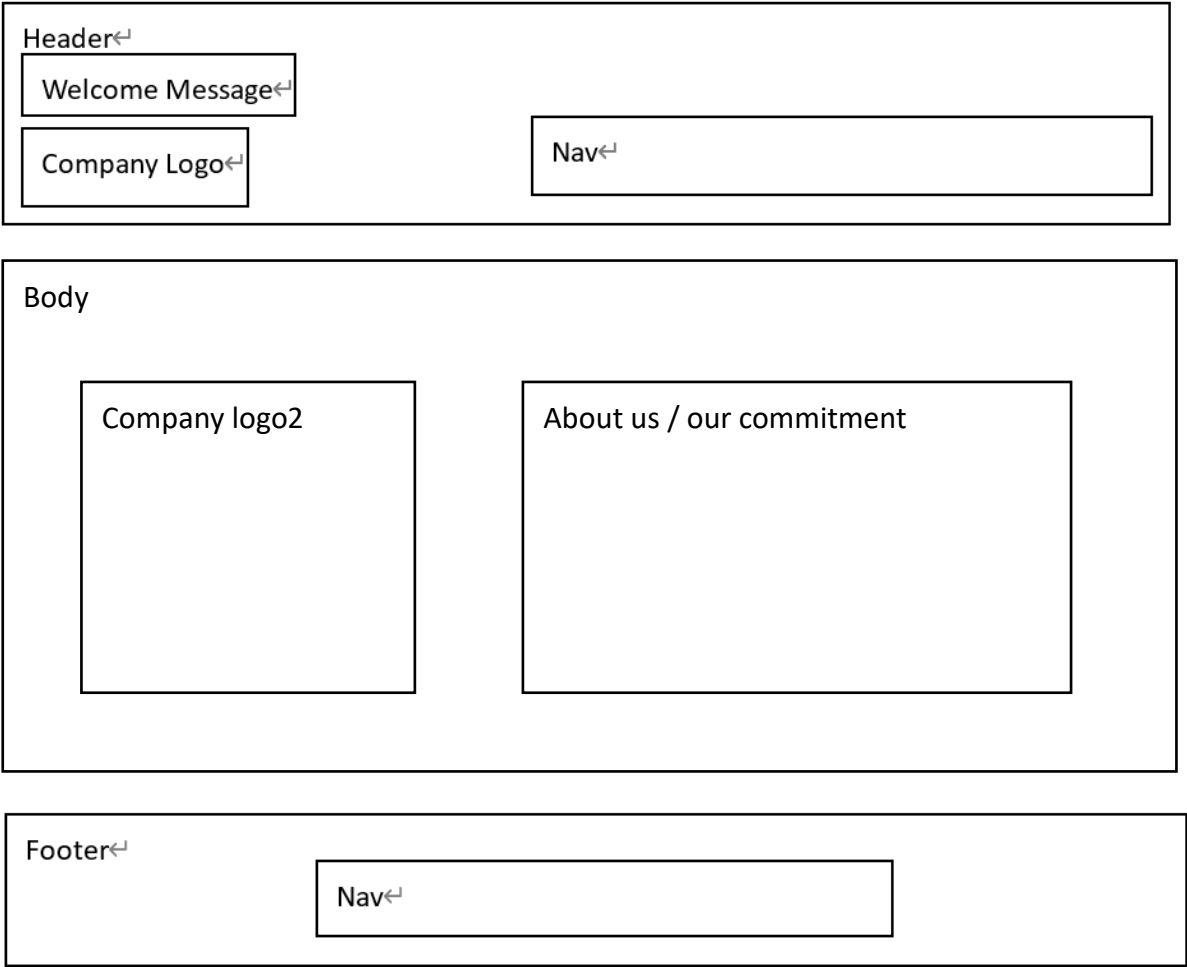 Header↵
Welcome Message↵
Company Logo↵
Nav↵
Body
Company logo2
About us / our commitment
Footer↵
Nav↵